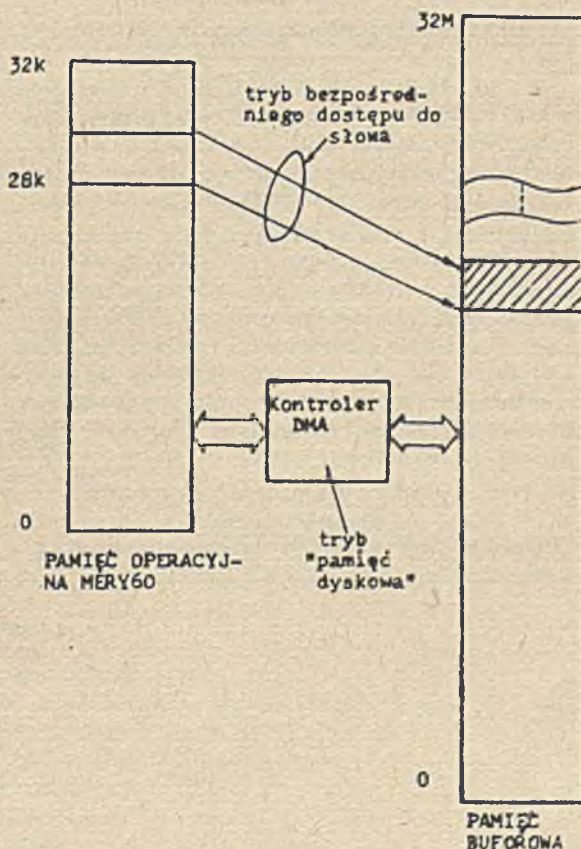 32M
32k
tryb bezpośred-
niego dostępu do
słowa
28k
Kontroler
DMA
0
tryb
"pamięć
dyskowa"
PAMIĘĆ OPERACYJ-
NA MERY60
0
PAMIĘĆ
BUFOROWA